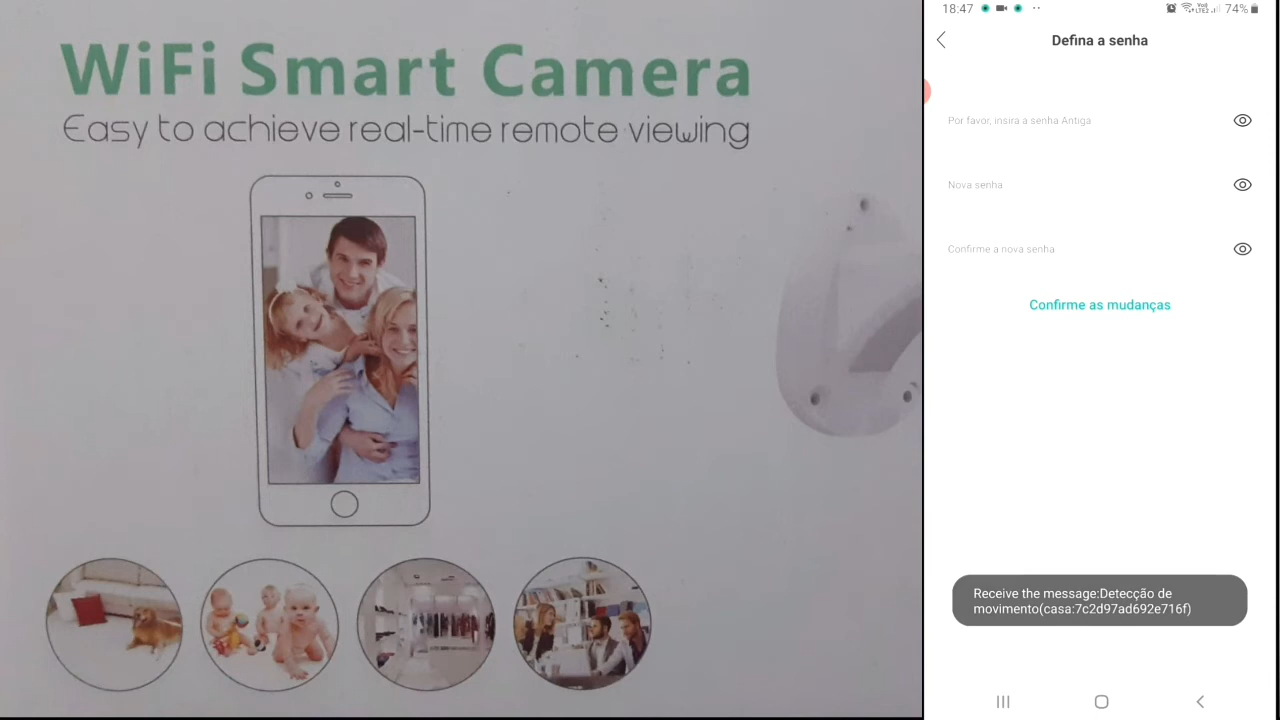 WiFi Smart Camera
Easy to achieve real-time remote viewing
18:47
74%
Defina a senha
Por favor, insira a senha Antiga
Nova senha
Confirme a nova senha
Confirme as mudanças
Receive the message:Detecção de
movimento(casa:7c2d97ad692e716f)